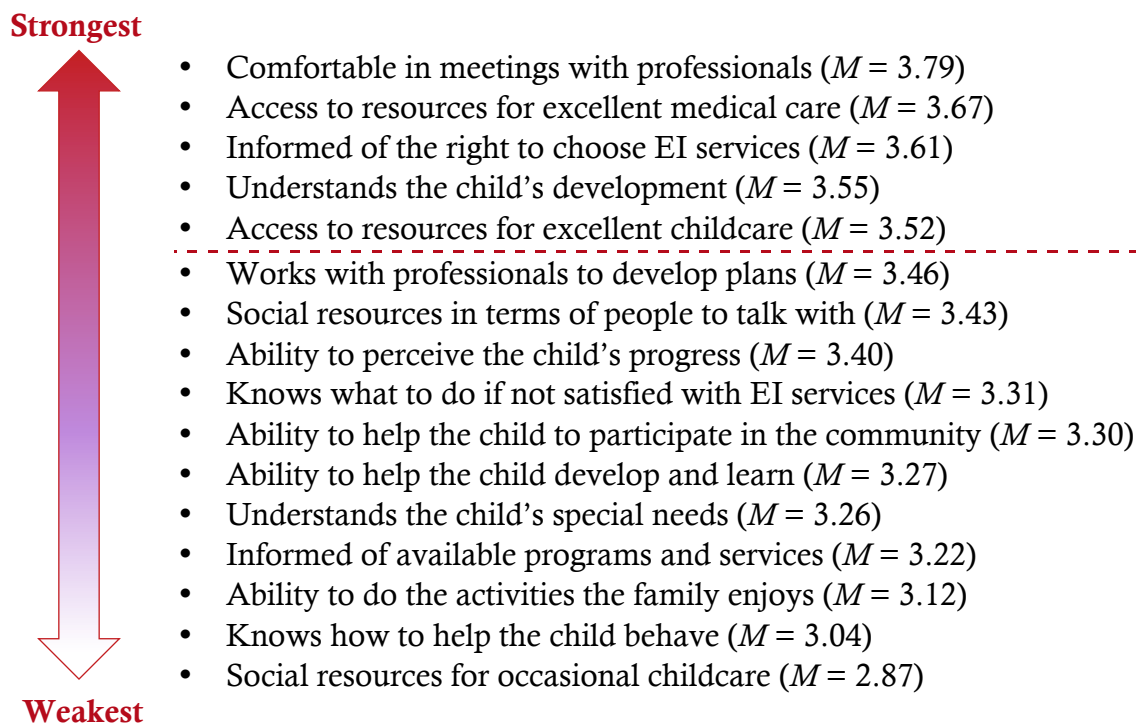 Strongest
• Comfortable in meetings with professionals (M = 3.79)
• Access to resources for excellent medical care (M = 3.67)
• Informed of the right to choose EI services (M = 3.61)
• Understands the child’s development (M = 3.55)
• Access to resources for excellent childcare (M = 3.52)
• Works with professionals to develop plans (M = 3.46)
• Social resources in terms of people to talk with (M = 3.43)
• Ability to perceive the child’s progress (M = 3.40)
• Knows what to do if not satisfied with EI services (M = 3.31)
• Ability to help the child to participate in the community (M = 3.30)
• Ability to help the child develop and learn (M = 3.27)
• Understands the child’s special needs (M = 3.26)
• Informed of available programs and services (M = 3.22)
• Ability to do the activities the family enjoys (M = 3.12)
• Knows how to help the child behave (M = 3.04)
• Social resources for occasional childcare (M = 2.87)
Weakest